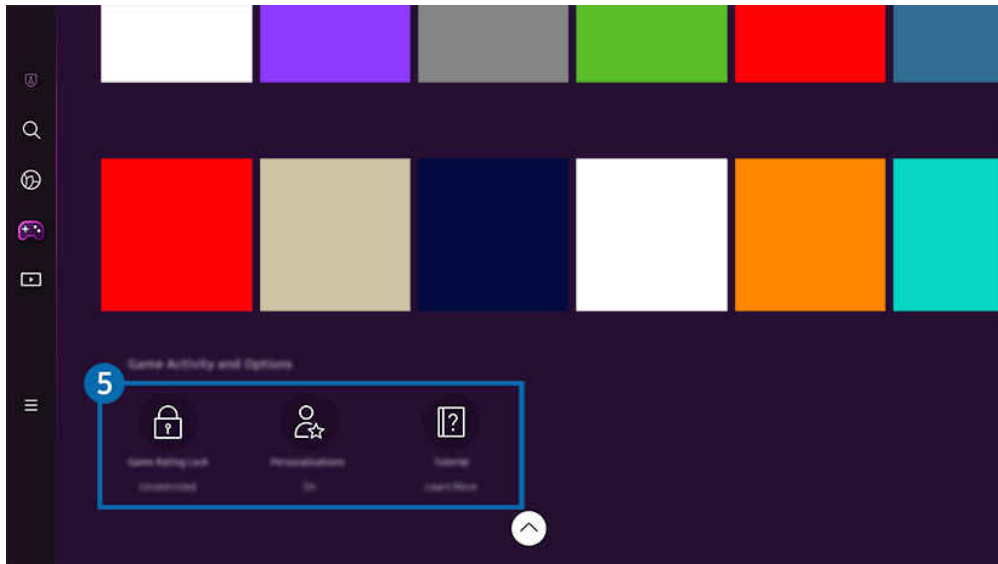 Game Activity and Options
5
Game Rating Lock Personalizations Tutorial
Unrestricted On Learn More